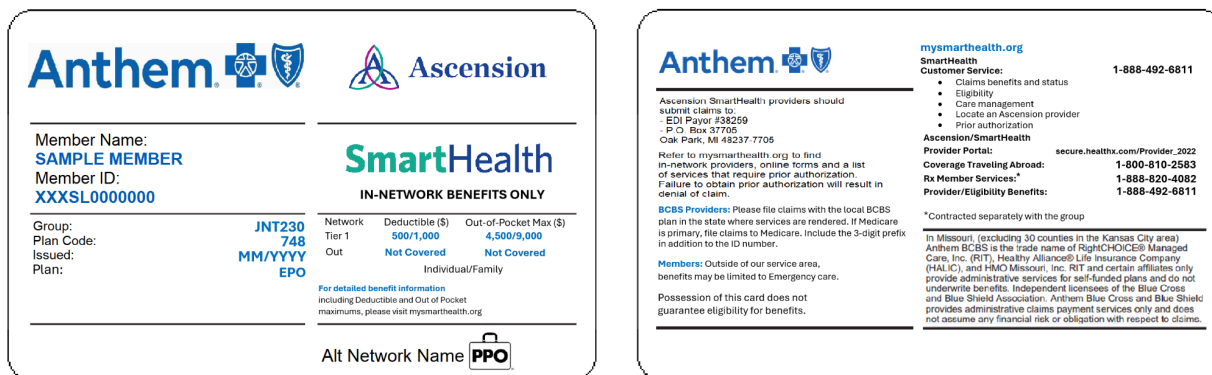 Anthem®
Ascension
Member Name:
SAMPLE MEMBER
Member ID:
XXXSL0000000
SmartHealth
IN-NETWORK BENEFITS ONLY
Group: JNT230
Plan Code: 748
Issued: MM/YYYY
Plan: EPO
Network Deductible ($) Out-of-Pocket Max ($)
Tier 1 500/1,000 4,500/9,000
Out Not Covered Not Covered
Individual/Family
For detailed benefit information
including Deductible and Out of Pocket
maximums, please visit mysmarthealth.org
Alt Network Name PPO
Anthem®
Ascension SmartHealth providers should
submit claims to:
- EDI Payor #38259
- P.O. Box 37705
Oak Park, MI 48237-7705
Refer to mysmarthealth.org to find
in-network providers, online forms and a list
of services that require prior authorization.
Failure to obtain prior authorization will result in
denial of claim.
BCBS Providers: Please file claims with the local BCBS
plan in the state where services are rendered. If Medicare
is primary, file claims to Medicare. Include the 3-digit prefix
in addition to the ID number.
Members: Outside of our service area,
benefits may be limited to Emergency care.
Possession of this card does not
guarantee eligibility for benefits.
mysmarthealth.org
SmartHealth
Customer Service: 1-888-492-6811
• Claims benefits and status
• Eligibility
• Care management
• Locate an Ascension provider
• Prior authorization
Ascension/SmartHealth
Provider Portal: secure.healthx.com/Provider_2022
Coverage Traveling Abroad: 1-800-810-2583
Rx Member Services:* 1-888-820-4082
Provider/Eligibility Benefits: 1-888-492-6811
*Contracted separately with the group
In Missouri, (excluding 30 counties in the Kansas City area)
Anthem BCBS is the trade name of RightCHOICE® Managed
Care, Inc. (RIT), Healthy Alliance® Life Insurance Company
(HALIC), and HMO Missouri, Inc. RIT and certain affiliates only
provide administrative services for self-funded plans and do not
underwrite benefits. Independent licensees of the Blue Cross
and Blue Shield Association. Anthem Blue Cross and Blue Shield
provides administrative claims payment services only and does
not assume any financial risk or obligation with respect to claims.